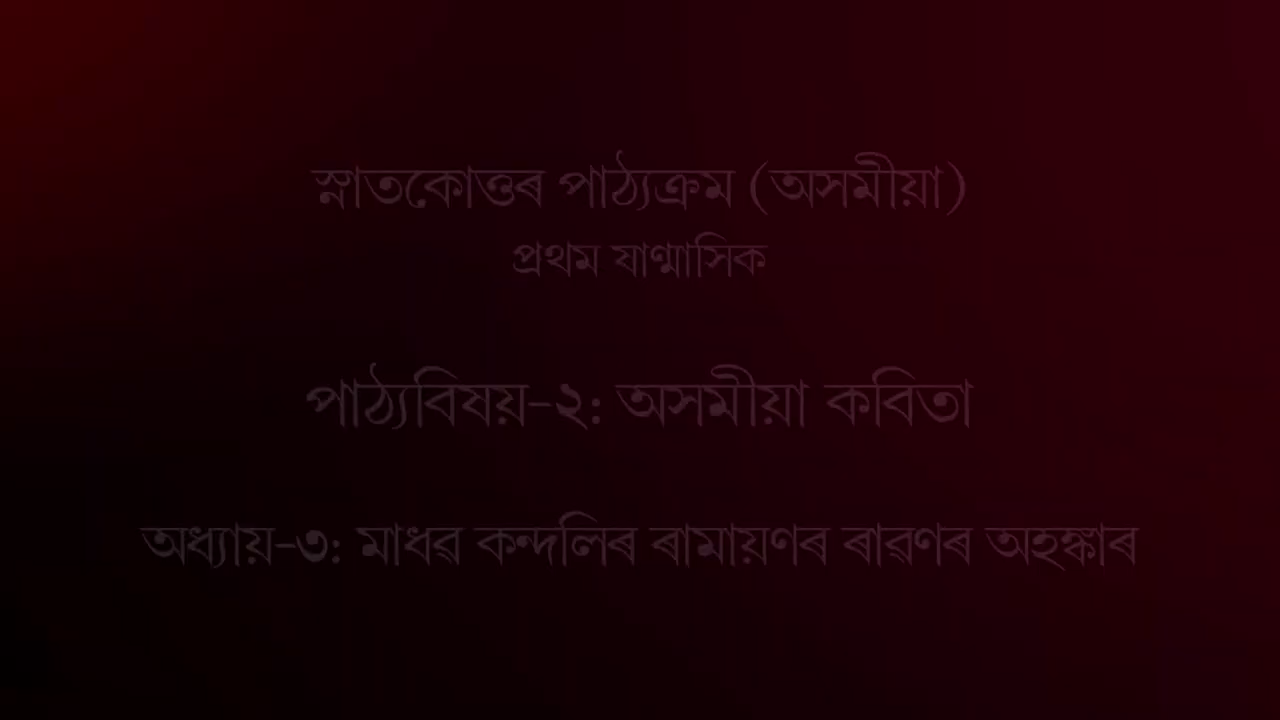 স্নাতকোত্তৰ পাঠ্যক্ৰম (অসমীয়া)
প্ৰথম যাণ্মাসিক
পাঠ্যবিষয়-২: অসমীয়া কবিতা
অধ্যায়-৩: মাধৱ কন্দলিৰ ৰামায়ণৰ ৰাৱণৰ অহঙ্কাৰ